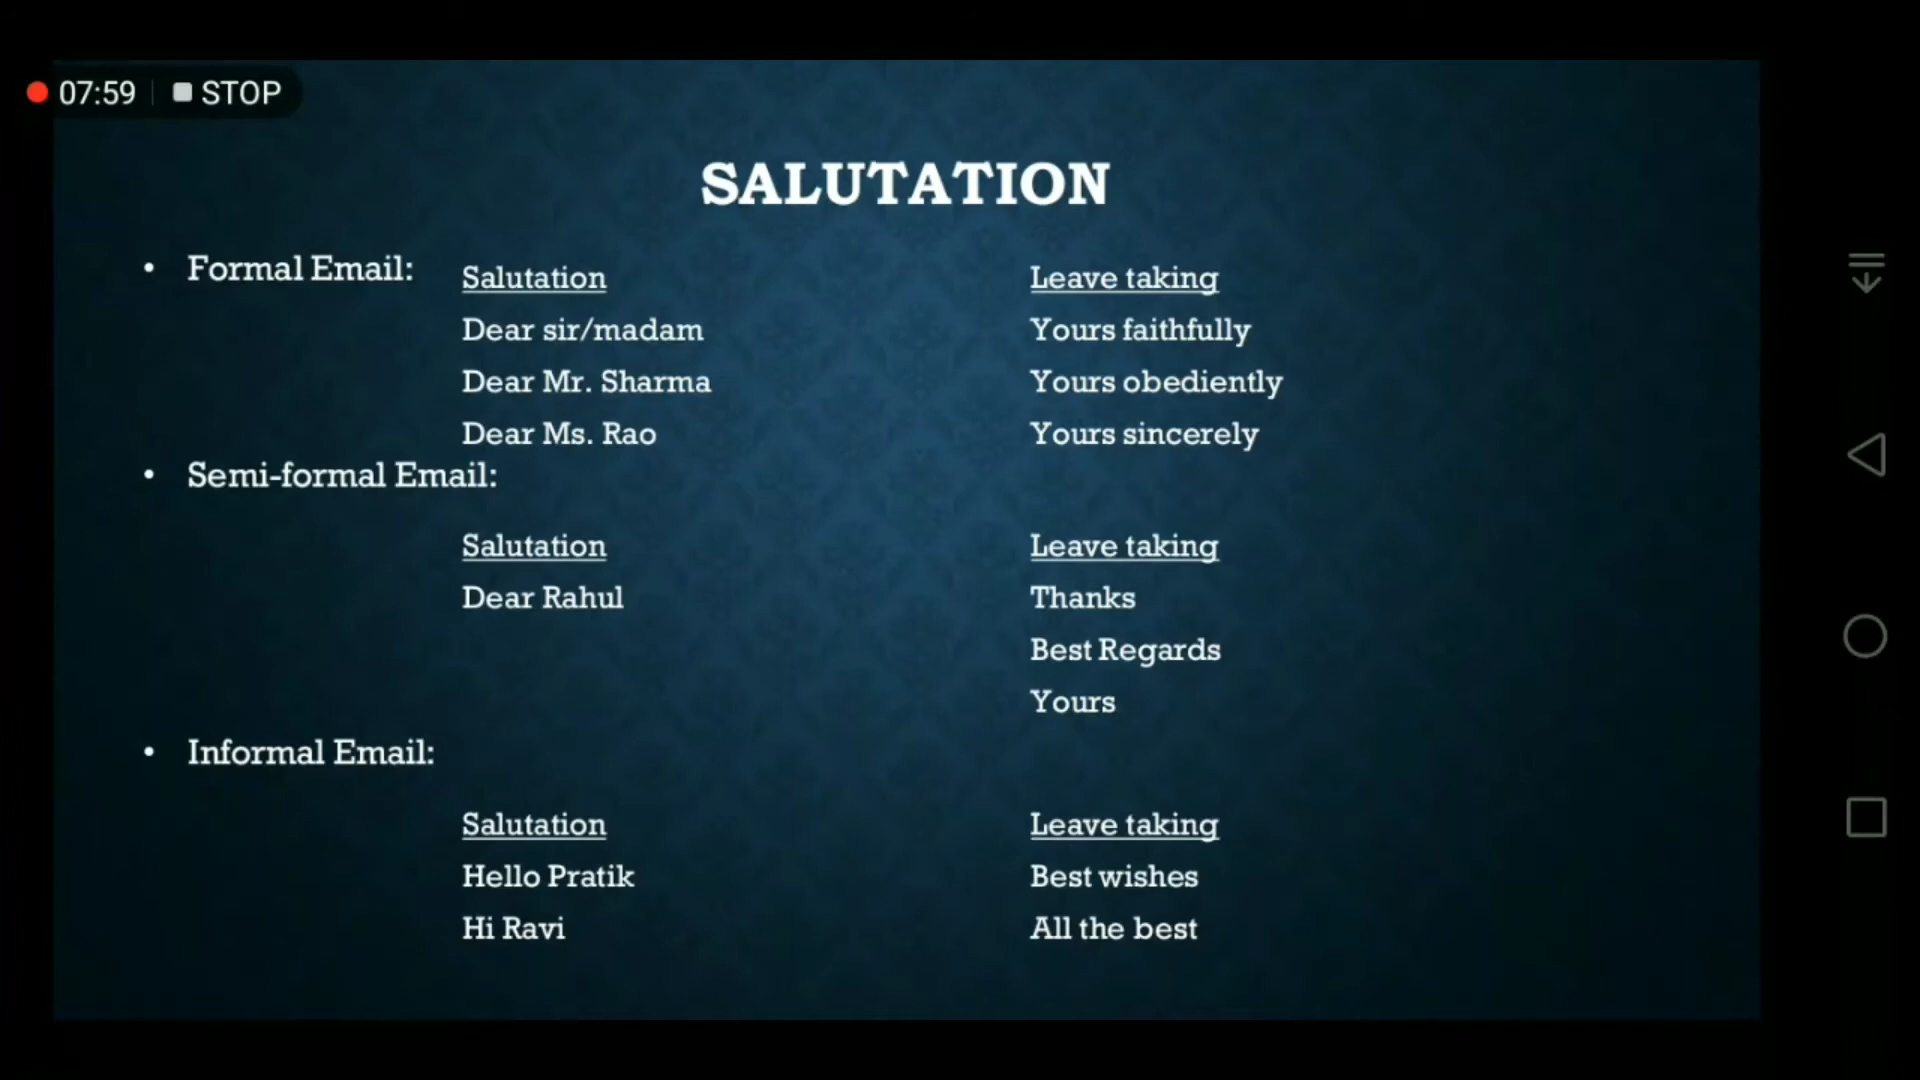 07:59 STOP
SALUTATION
• Formal Email:
Salutation Leave taking
Dear sir/madam Yours faithfully
Dear Mr. Sharma Yours obediently
Dear Ms. Rao Yours sincerely
• Semi-formal Email:
Salutation Leave taking
Dear Rahul Thanks
Best Regards
Yours
• Informal Email:
Salutation Leave taking
Hello Pratik Best wishes
Hi Ravi All the best